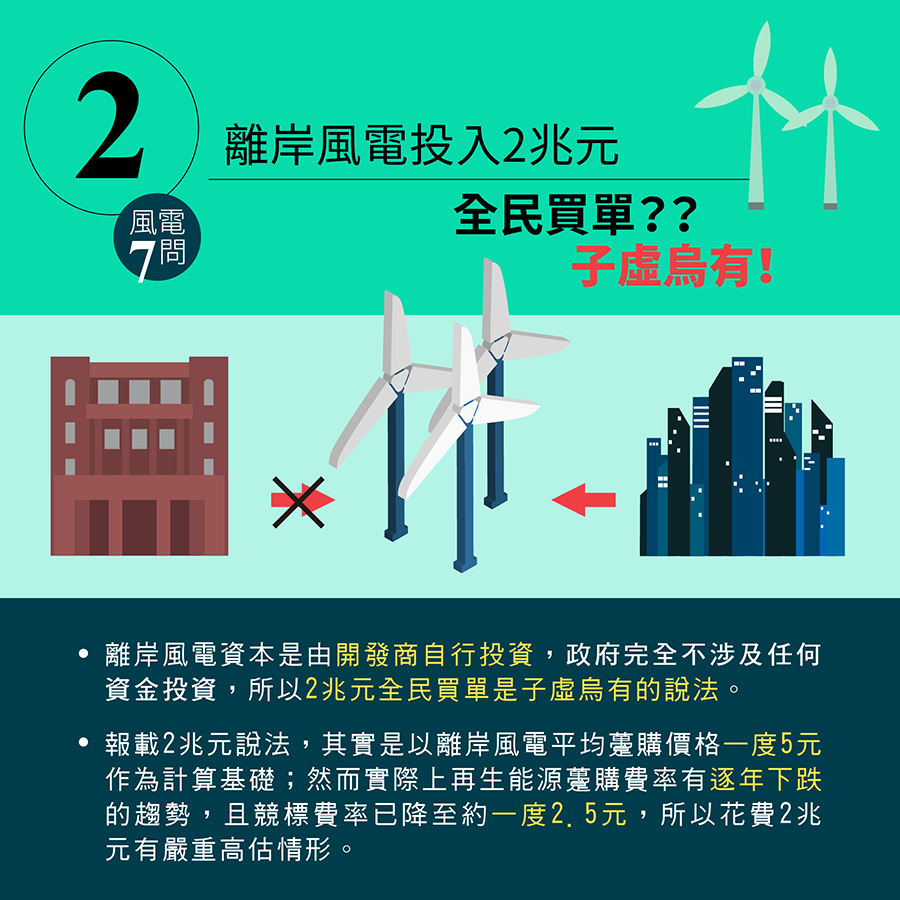 2
風電
7問
離岸風電投入2兆元
全民買單??
子虛烏有!
• 離岸風電資本是由開發商自行投資，政府完全不涉及任何
資金投資，所以2兆元全民買單是子虛烏有的說法。
• 報載2兆元說法，其實是以離岸風電平均躉購價格一度5元
作為計算基礎；然而實際上再生能源躉購費率有逐年下跌
的趨勢，且競標費率已降至約一度2.5元，所以花費2兆
元有嚴重高估情形。